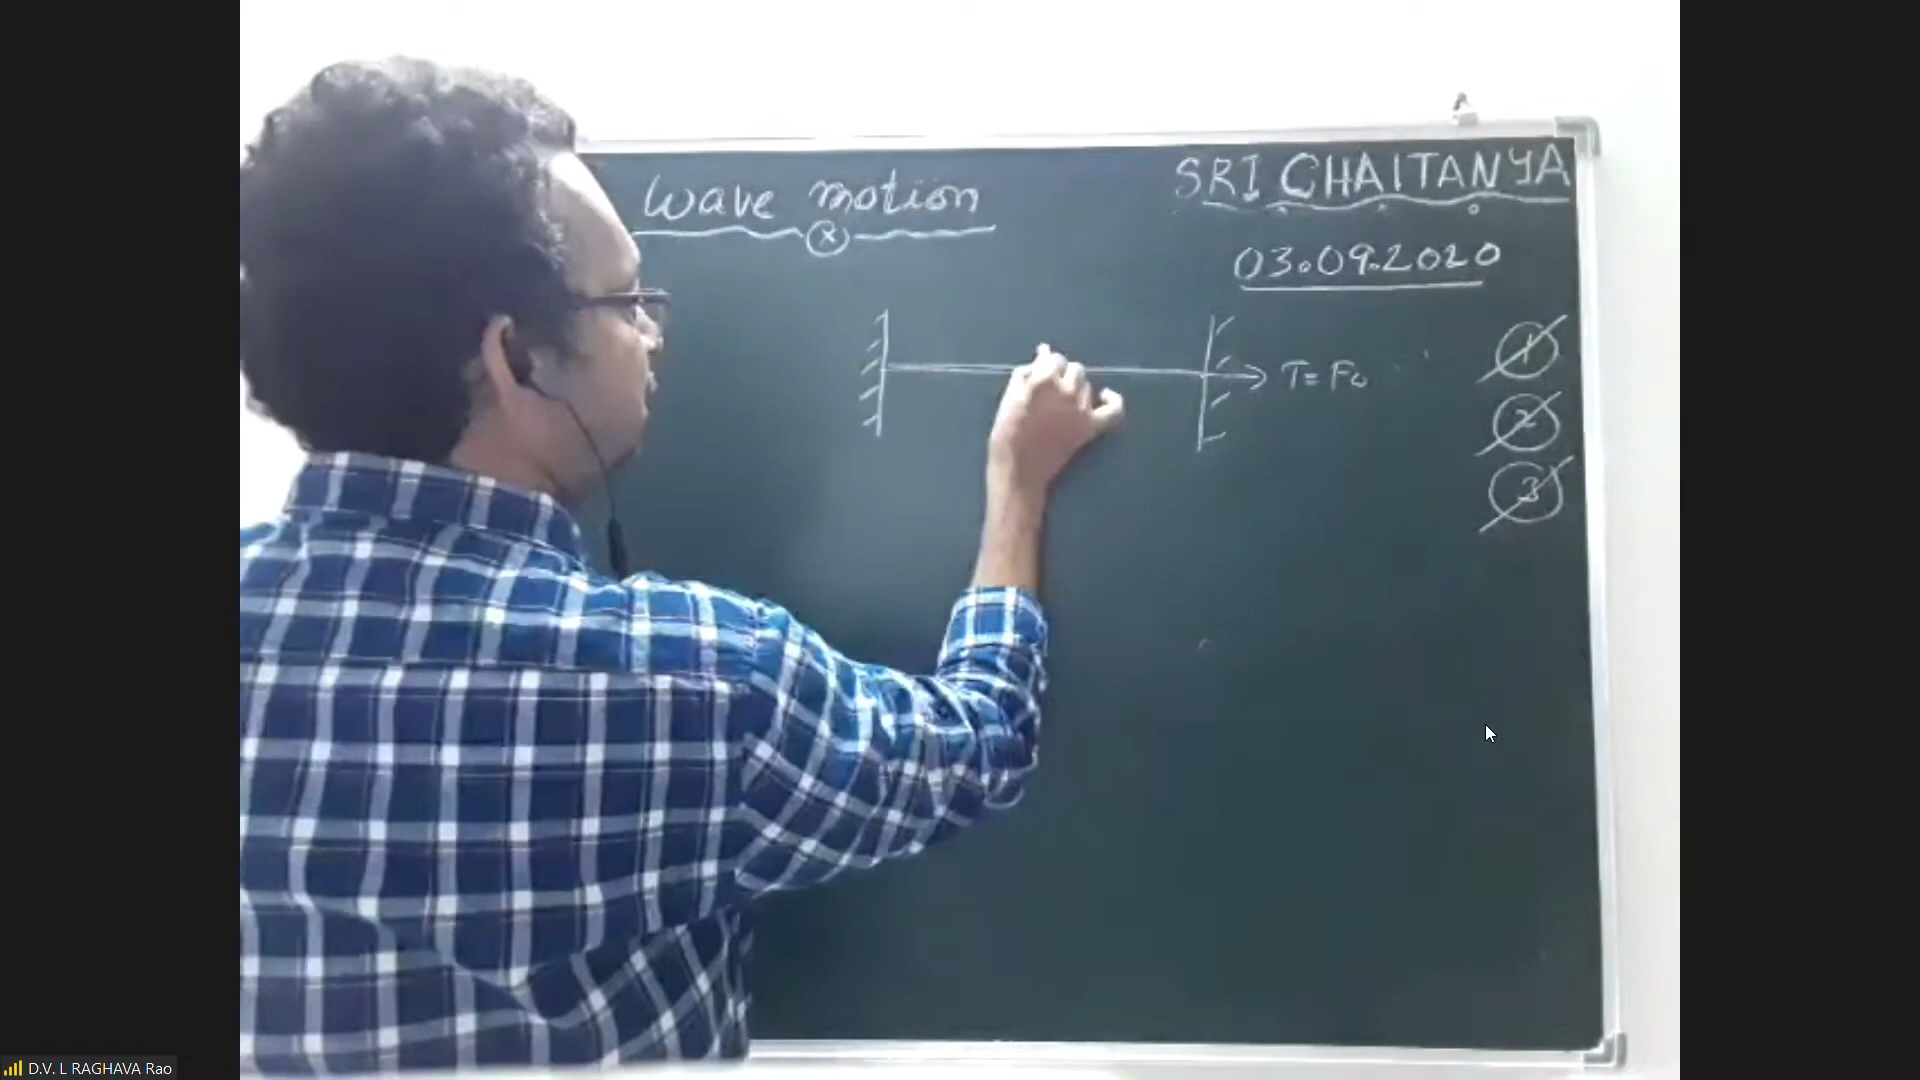 wave motion
SRI CHAITANYA
03.09.2020
T= F0
1
2
3
D.V. L RAGHAVA Rao